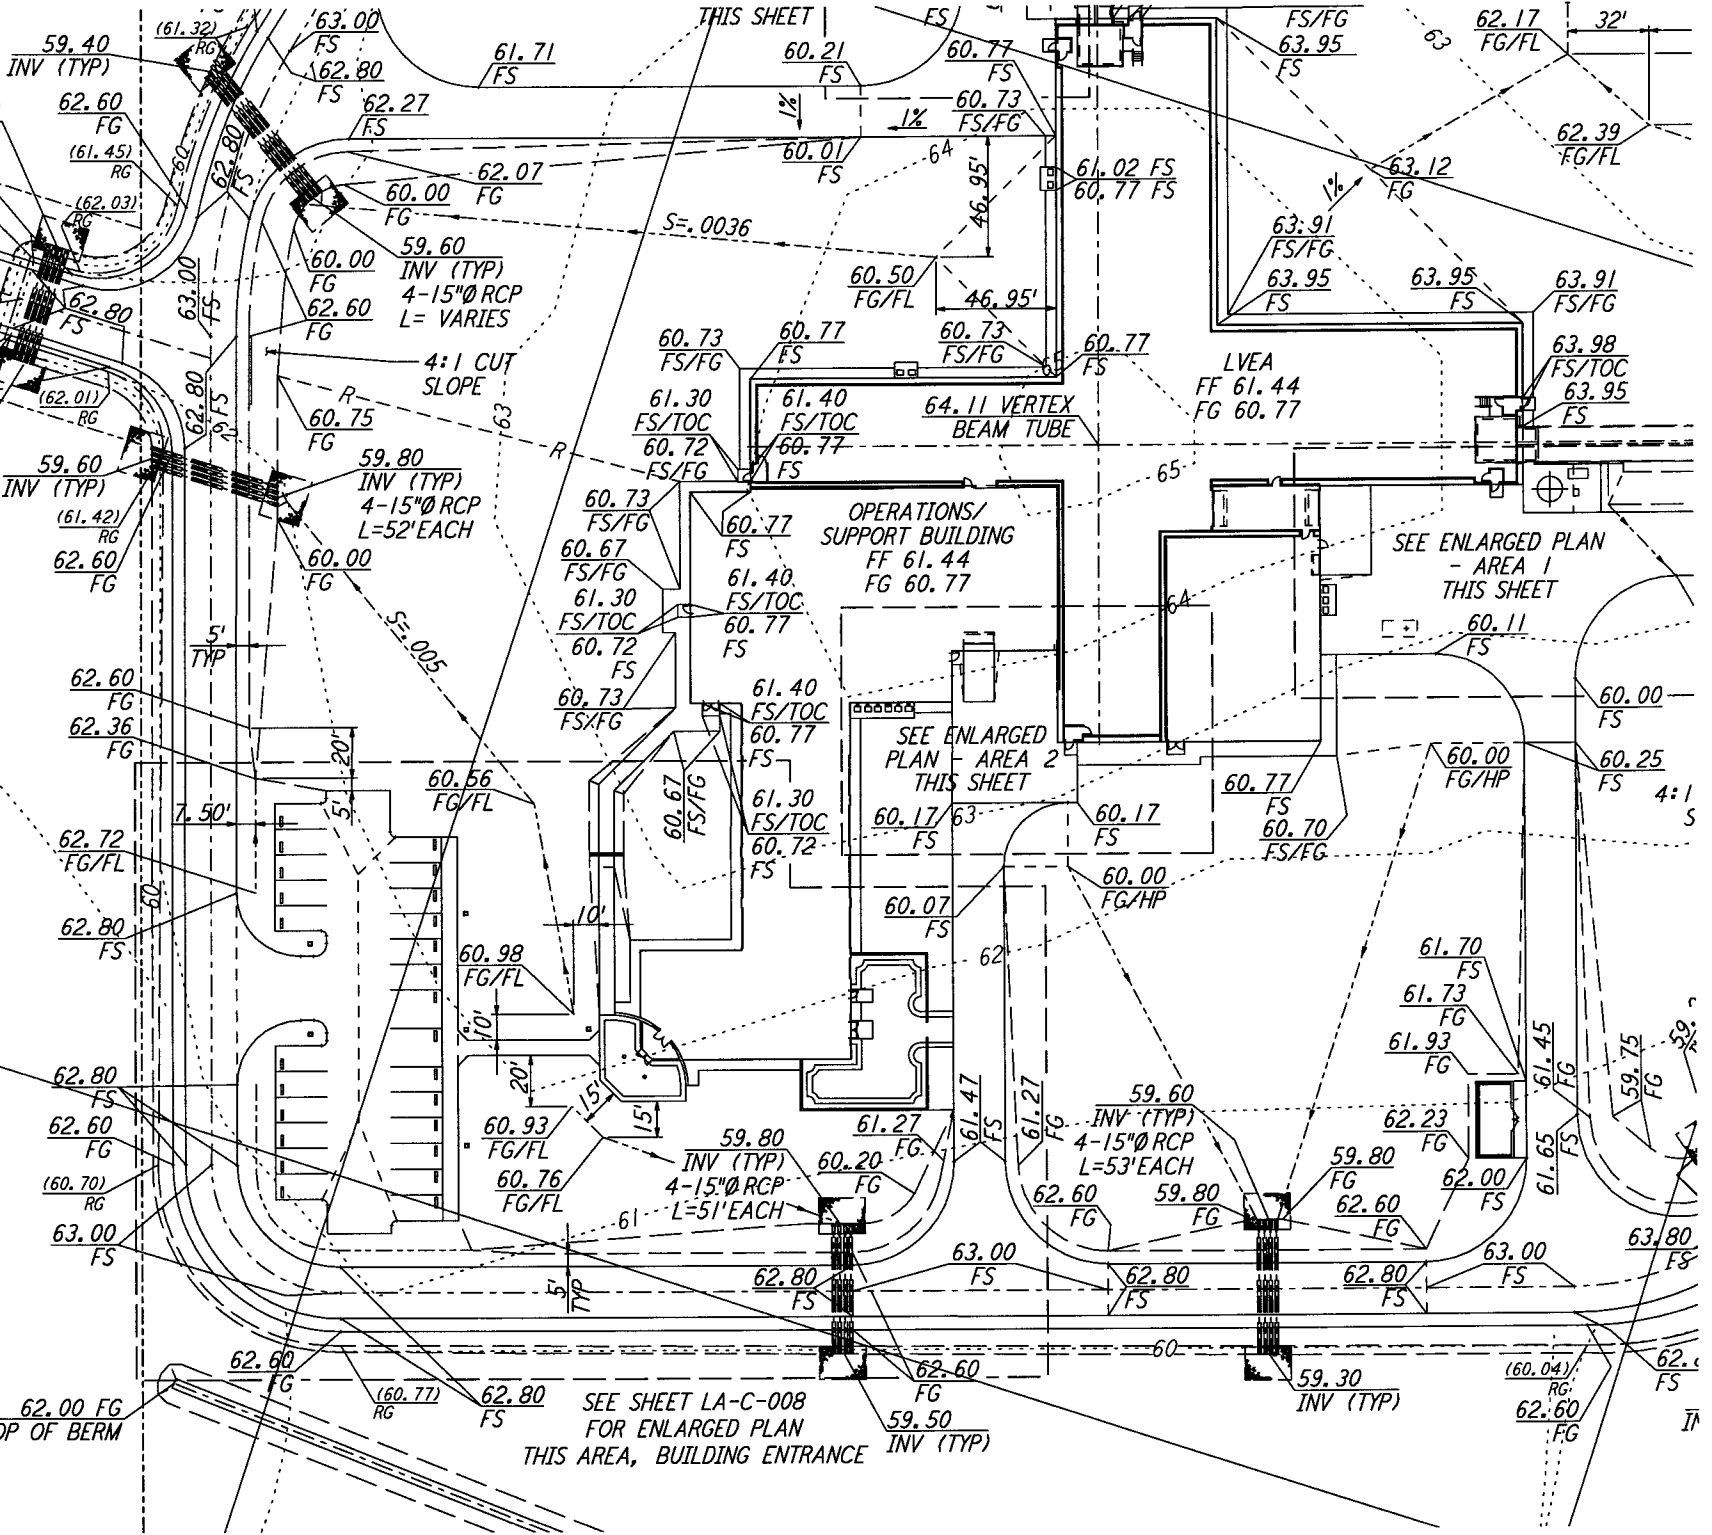 THIS SHEET
FS
FS/FG
63.95
FS
63
62.17
FG/FL
32'
(61.32)
RG
63.00
FS
59.40
INV (TYP)
61.71
FS
60.21
FS
60.77
FS
62.80
FS
62.60
FG
62.27
FS
1%
1%
60.73
FS/FG
62.39
FG/FL
(61.45)
RG
60
62.80
FS
62.07
FG
60.01
FS
64
61.02 FS
60.77 FS
63.12
FG
1%
(62.03)
RG
60.00
FG
S=.0036
46.95'
63.91
FS/FG
59.60
INV (TYP)
4-15"Ø RCP
L= VARIES
60.00
FG
60.50
FG/FL
46.95'
63.95
FS
63.95
FS
63.91
FS/FG
63.00
FS
62.80
FS
62.60
FG
60.73
FS/FG
60.77
FS
60.73
FS/FG
60.77
FS
4:1 CUT
SLOPE
LVEA
FF 61.44
FG 60.77
63.98
FS/TOC
63.95
FS
(62.01)
RG
62.80
FS
R
R
63
61.30
FS/TOC
60.72
FS/FG
61.40
FS/TOC
60.77
FS
64.11 VERTEX
BEAM TUBE
60.75
FG
59.60
INV (TYP)
59.80
INV (TYP)
4-15"Ø RCP
L=52'EACH
65
(61.42)
RG
60.73
FS/FG
60.77
FS
OPERATIONS/
SUPPORT BUILDING
FF 61.44
FG 60.77
SEE ENLARGED PLAN
- AREA 1
THIS SHEET
62.60
FG
60.00
FG
60.67
FS/FG
61.30
FS/TOC
60.72
FS
61.40
FS/TOC
60.77
FS
64
S=.005
5'
TYP
60.11
FS
62.60
FG
60.73
FS/FG
61.40
FS/TOC
60.77
FS
60.00
FS
62.36
FG
20'
SEE ENLARGED
PLAN - AREA 2
THIS SHEET
60.00
FG/HP
60.25
FS
60.56
FG/FL
60.67
FS/FG
61.30
FS/TOC
60.72
FS
60.77
FS
4:1
S
7.50'
5'
60.17
FS
63
60.17
FS
60.70
FS/FG
62.72
FG/FL
60.00
FG/HP
60
60.07
FS
62.80
FS
10'
60.98
FG/FL
62
61.70
FS
61.73
FG
10'
61.93
FG
61.45
FG
59.75
FG
62.80
FS
20'
15'
15'
61.47
FS
61.27
FG
59.60
INV (TYP)
4-15"Ø RCP
L=53'EACH
62.60
FG
60.93
FG/FL
59.80
INV (TYP)
4-15"Ø RCP
L=51'EACH
61.27
FG
62.23
FG
61.65
FS
(60.70)
RG
60.76
FG/FL
60.20
FG
62.60
FG
59.80
FG
59.80
FG
62.60
FG
62.00
FS
61
63.00
FS
5'
TYP
62.80
FS
63.00
FS
62.80
FS
62.80
FS
63.00
FS
63.80
FS
60
62.60
FG
(60.77)
RG
62.80
FS
62.60
FG
59.30
INV (TYP)
(60.04)
RG
62.60
FG
FS
62.00 FG
OP OF BERM
SEE SHEET LA-C-008
FOR ENLARGED PLAN
THIS AREA, BUILDING ENTRANCE
59.50
INV (TYP)